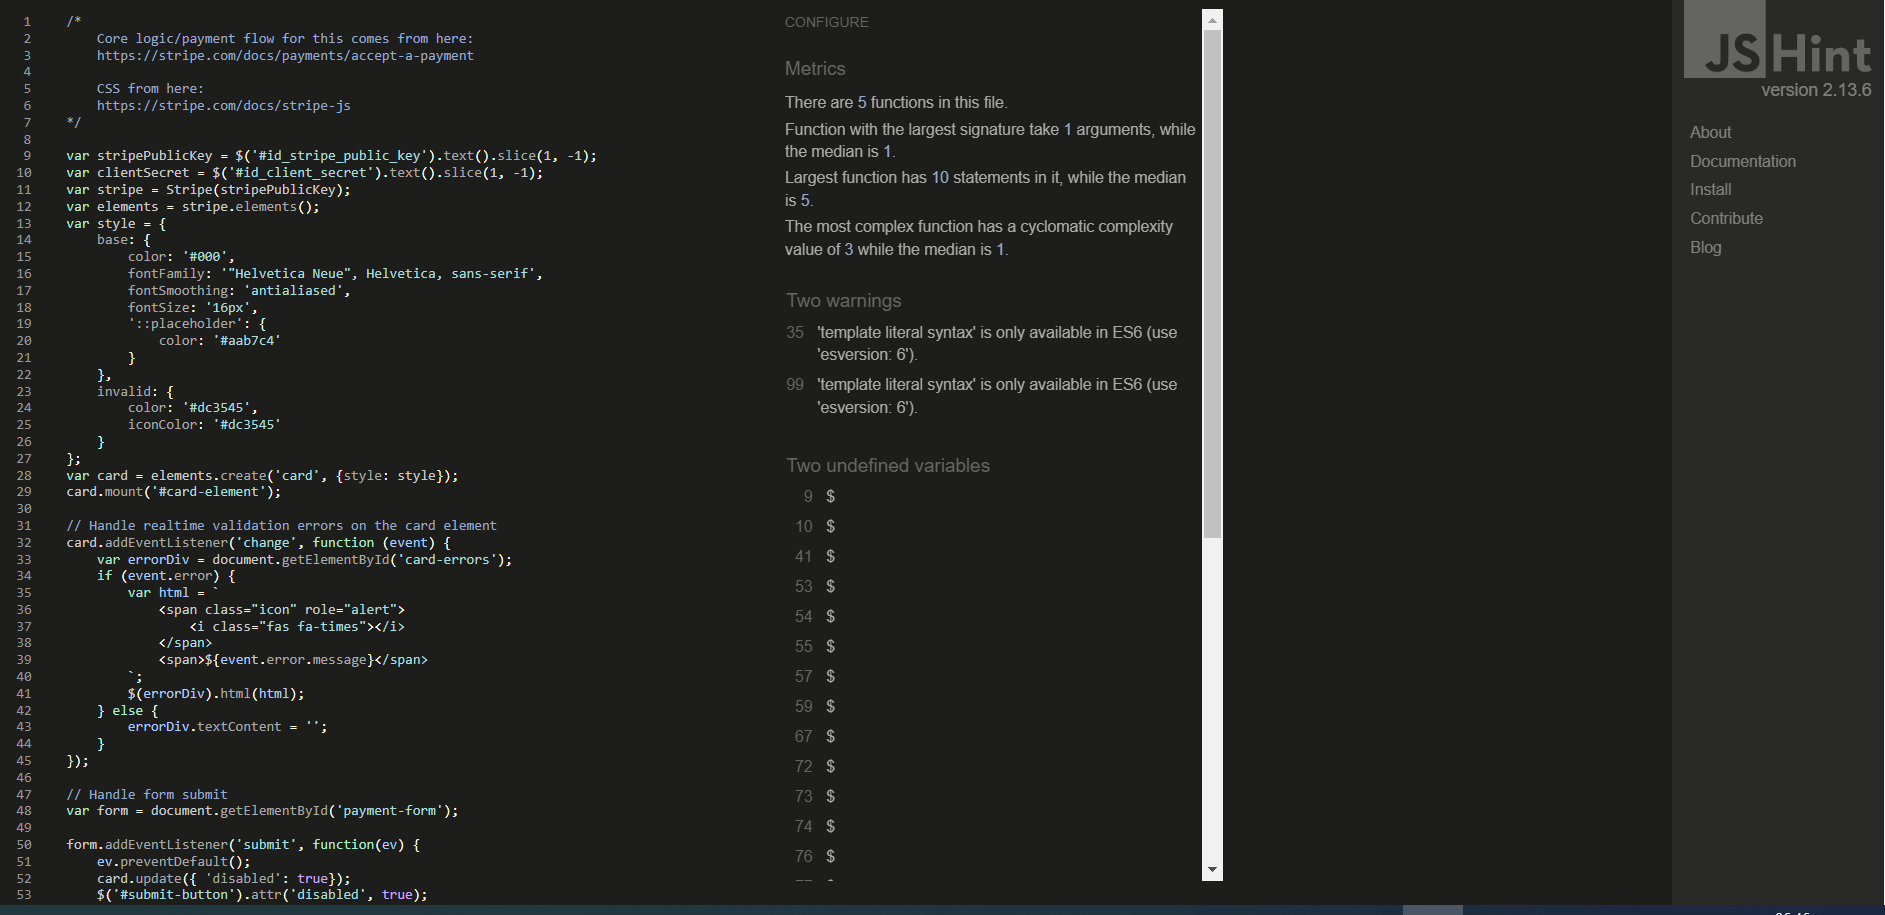 1 /*
2 Core logic/payment flow for this comes from here:
3 https://stripe.com/docs/payments/accept-a-payment
4
5 CSS from here:
6 https://stripe.com/docs/stripe-js
7 */
8
9 var stripePublicKey = $('#id_stripe_public_key').text().slice(1, -1);
10 var clientSecret = $('#id_client_secret').text().slice(1, -1);
11 var stripe = Stripe(stripePublicKey);
12 var elements = stripe.elements();
13 var style = {
14 base: {
15 color: '#000',
16 fontFamily: '"Helvetica Neue", Helvetica, sans-serif',
17 fontSmoothing: 'antialiased',
18 fontSize: '16px',
19 '::placeholder': {
20 color: '#aab7c4'
21 }
22 },
23 invalid: {
24 color: '#dc3545',
25 iconColor: '#dc3545'
26 }
27 };
28 var card = elements.create('card', {style: style});
29 card.mount('#card-element');
30
31 // Handle realtime validation errors on the card element
32 card.addEventListener('change', function (event) {
33 var errorDiv = document.getElementById('card-errors');
34 if (event.error) {
35 var html = `
36 <span class="icon" role="alert">
37 <i class="fas fa-times"></i>
38 </span>
39 <span>${event.error.message}</span>
40 `;
41 $(errorDiv).html(html);
42 } else {
43 errorDiv.textContent = '';
44 }
45 });
46
47 // Handle form submit
48 var form = document.getElementById('payment-form');
49
50 form.addEventListener('submit', function(ev) {
51 ev.preventDefault();
52 card.update({ 'disabled': true});
53 $('#submit-button').attr('disabled', true);
CONFIGURE
Metrics
There are 5 functions in this file.
Function with the largest signature take 1 arguments, while
the median is 1.
Largest function has 10 statements in it, while the median
is 5.
The most complex function has a cyclomatic complexity
value of 3 while the median is 1.
Two warnings
35 'template literal syntax' is only available in ES6 (use
'esversion: 6').
99 'template literal syntax' is only available in ES6 (use
'esversion: 6').
Two undefined variables
9 $
10 $
41 $
53 $
54 $
55 $
57 $
59 $
67 $
72 $
73 $
74 $
76 $
JSHint
version 2.13.6
About
Documentation
Install
Contribute
Blog